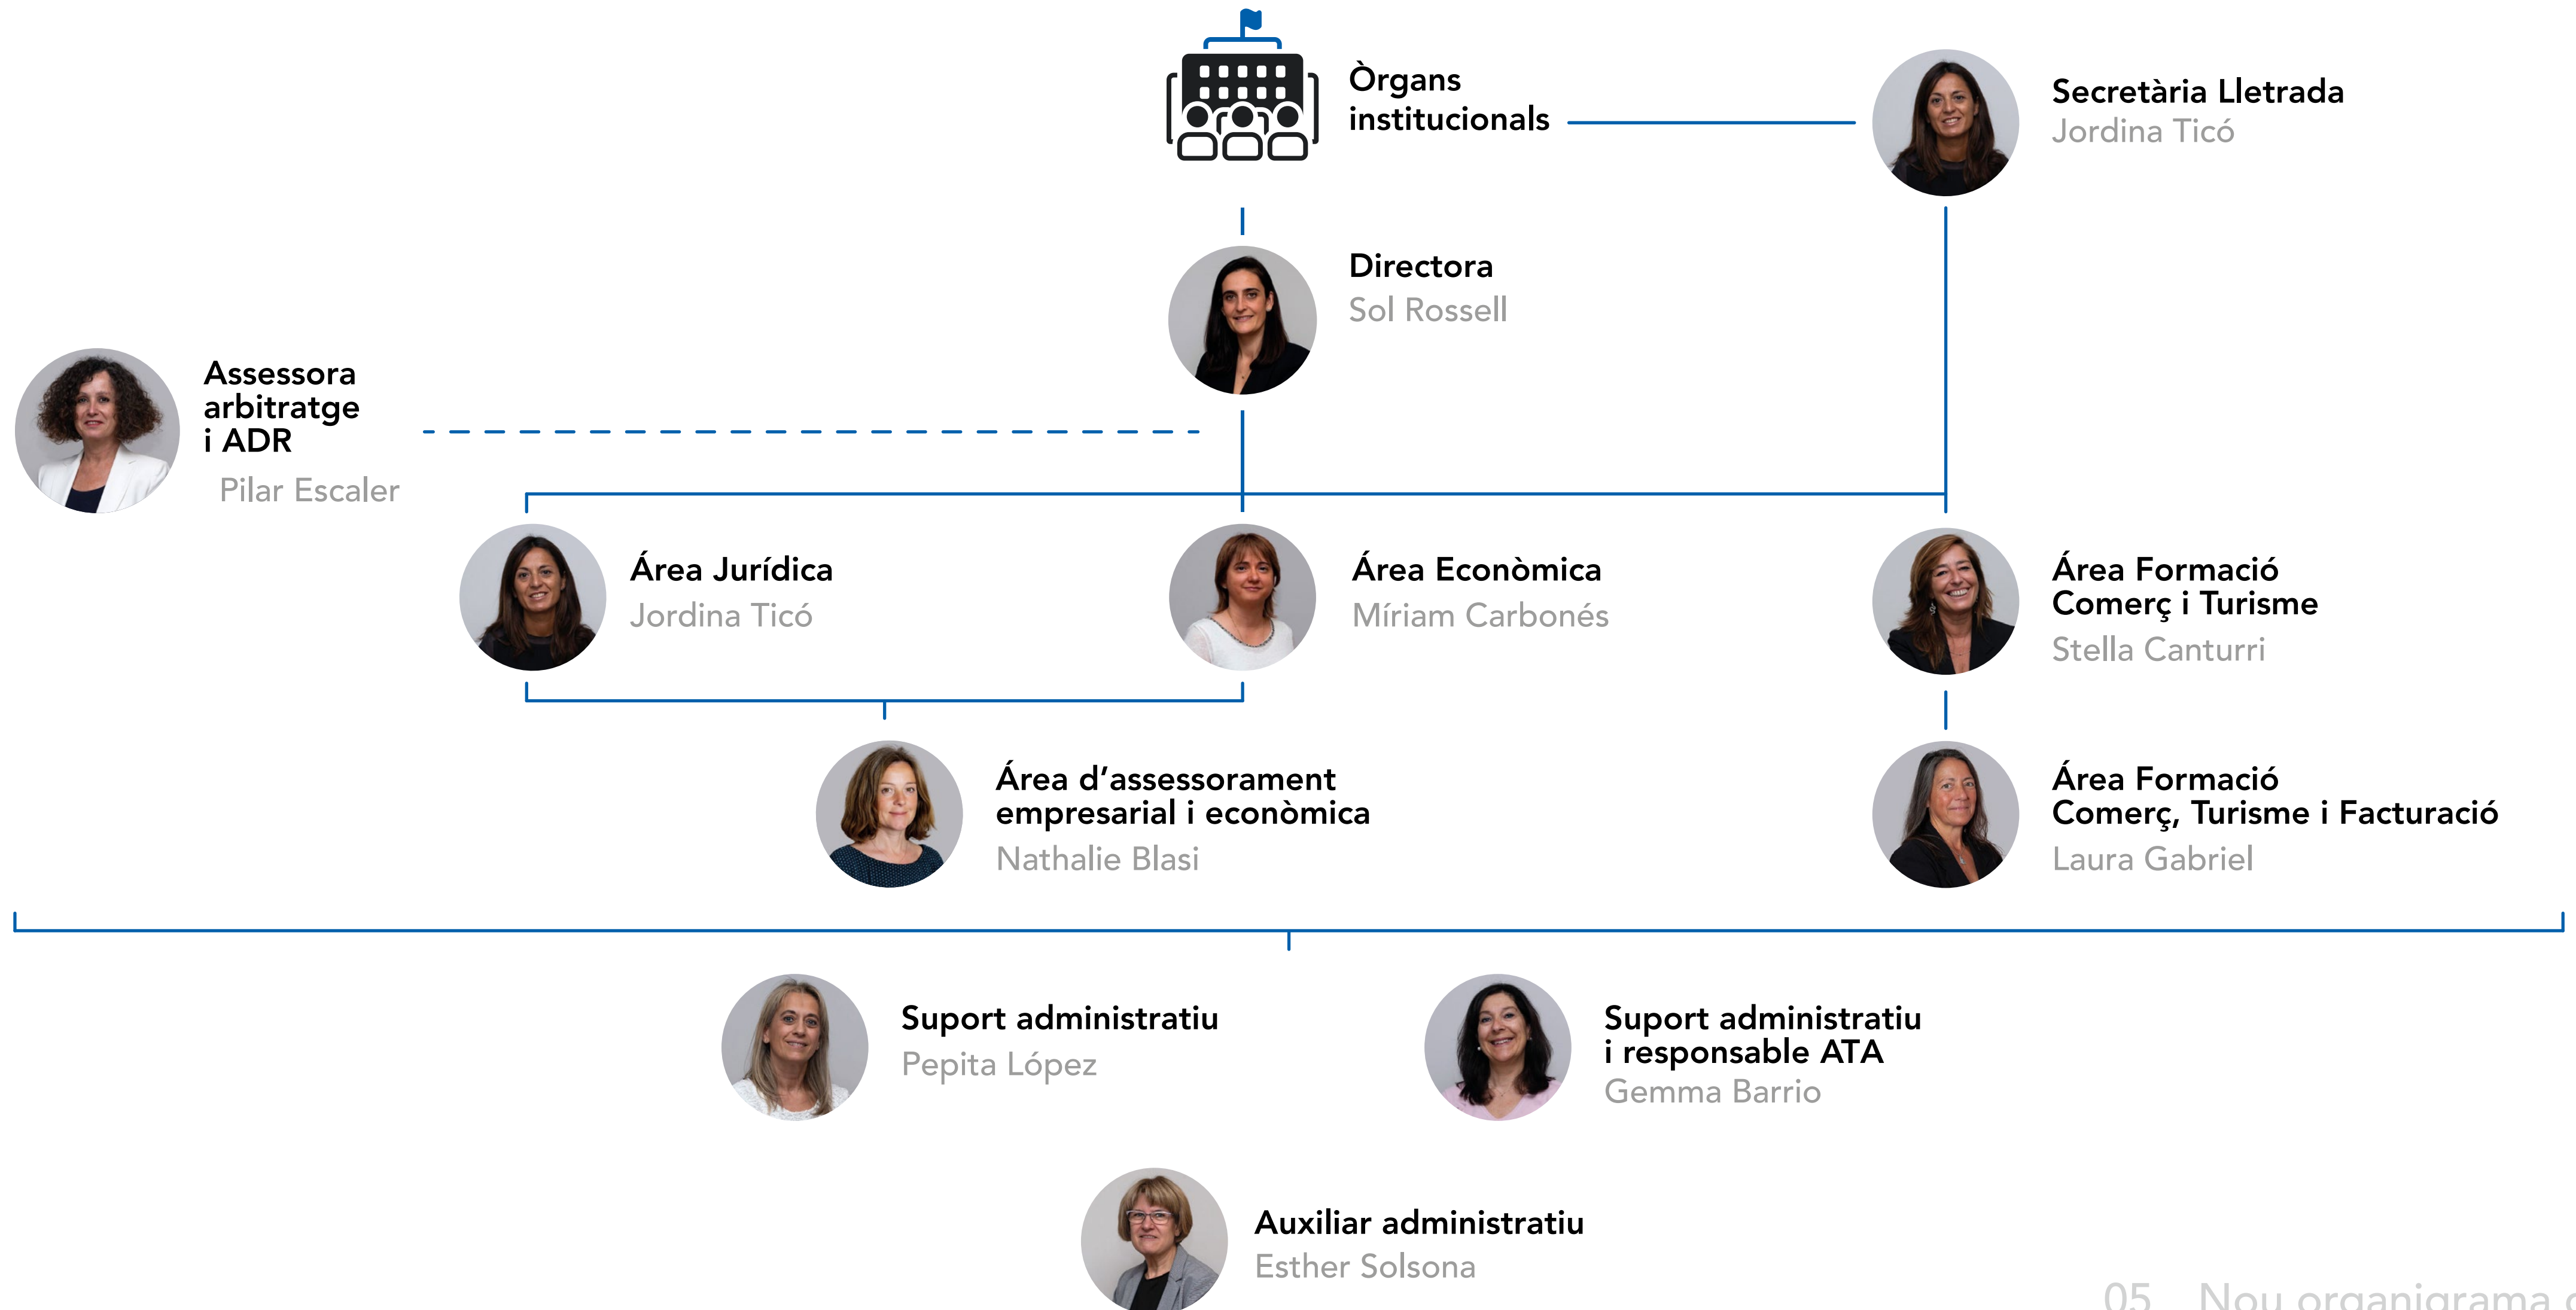 Òrgans
institucionals
Secretària Lletrada
Jordina Ticó
Directora
Sol Rossell
Assessora
arbitratge
i ADR
Pilar Escaler
Área Jurídica
Jordina Ticó
Área Econòmica
Míriam Carbonés
Área Formació
Comerç i Turisme
Stella Canturri
Área d’assessorament
empresarial i econòmica
Nathalie Blasi
Área Formació
Comerç, Turisme i Facturació
Laura Gabriel
Suport administratiu
Pepita López
Suport administratiu
i responsable ATA
Gemma Barrio
Auxiliar administratiu
Esther Solsona
05 Nou organigrama